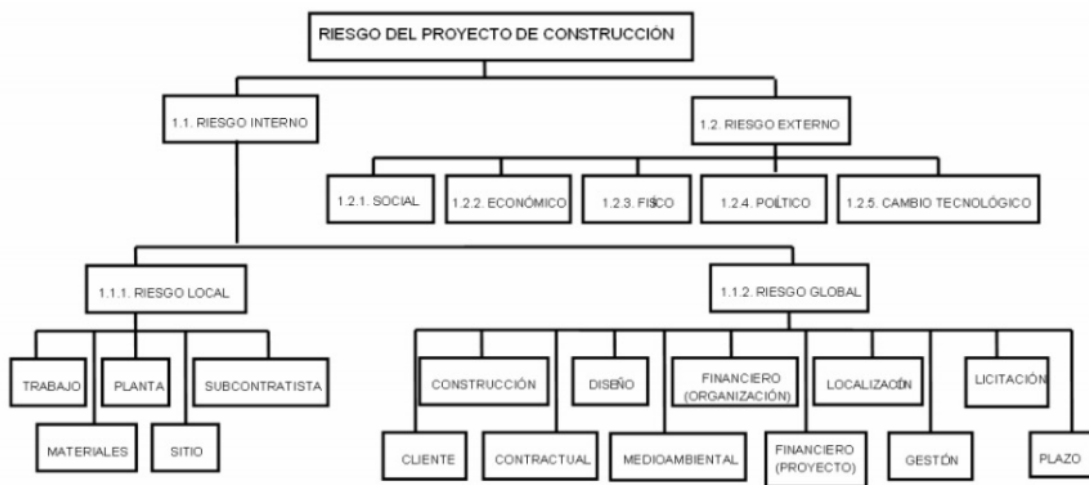 RIESGO DEL PROYECTO DE CONSTRUCCIÓN
1.1. RIESGO INTERNO
1.2. RIESGO EXTERNO
1.2.1. SOCIAL
1.2.2. ECONÓMICO
1.2.3. FISÍCO
1.2.4. POLÍTICO
1.2.5. CAMBIO TECNOLÓGICO
1.1.1. RIESGO LOCAL
1.1.2. RIESGO GLOBAL
TRABAJO
PLANTA
SUBCONTRATISTA
MATERIALES
SITIO
CONSTRUCCIÓN
DISEÑO
FINANCIERO
(ORGANIZACIÓN)
LOCALIZACIÓN
LICITACIÓN
CLIENTE
CONTRACTUAL
MEDIOAMBIENTAL
FINANCIERO
(PROYECTO)
GESTIÓN
PLAZO